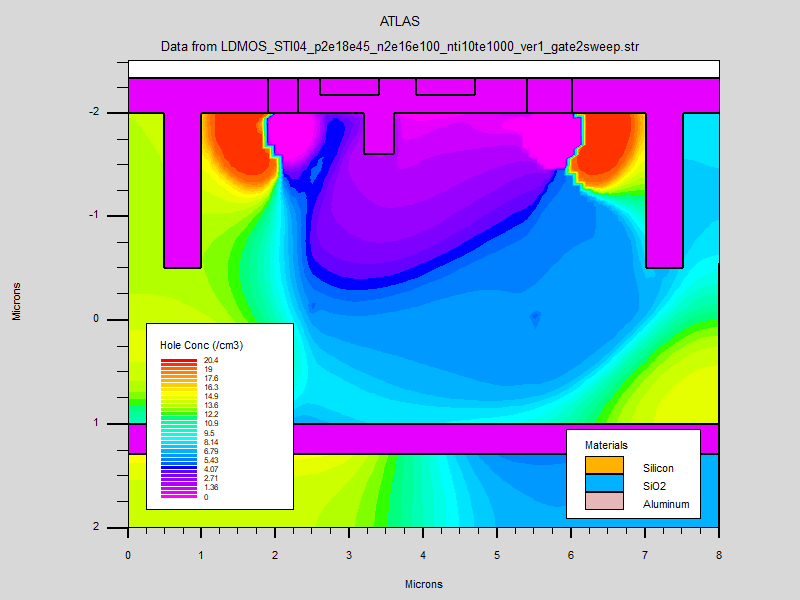 ATLAS
Data from LDMOS_STI04_p2e18e45_n2e16e100_nti10te1000_ver1_gate2sweep.str
Microns
-2
-1
0
1
2
Hole Conc (/cm3)
20.4
19
17.6
16.3
14.9
13.6
12.2
10.9
9.5
8.14
6.79
5.43
4.07
2.71
1.36
0
Materials
Silicon
SiO2
Aluminum
0 1 2 3 4 5 6 7 8
Microns